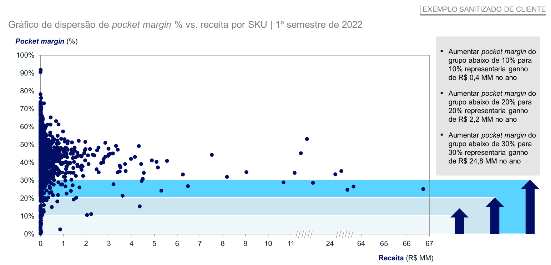 EXEMPLO SANITIZADO DE CLIENTE
Gráfico de dispersão de pocket margin % vs. receita por SKU | 1º semestre de 2022
Pocket margin (%)
100%
90%
80%
70%
60%
50%
40%
30%
20%
10%
0%
0 1 2 3 4 5 6 7 8 9 10 11 24 64 66 66 67
Receita (R$ MM)
• Aumentar pocket margin do
grupo abaixo de 10% para
10% representaria ganho
de R$ 0,4 MM no ano
• Aumentar pocket margin do
grupo abaixo de 20% para
20% representaria ganho
de R$ 2,2 MM no ano
• Aumentar pocket margin do
grupo abaixo de 30% para
30% representaria ganho
de R$ 24,8 MM no ano